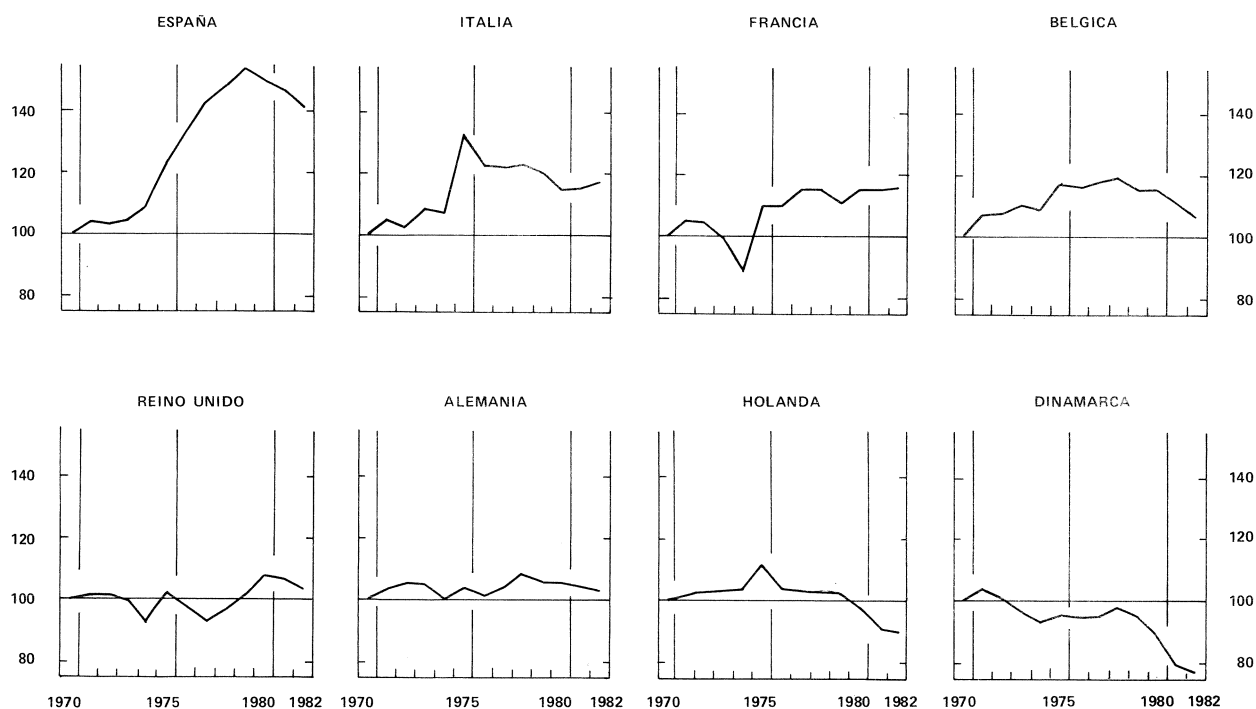 ESPAÑA ITALIA FRANCIA BELGICA
140 140
120 120
100 100
80 80
REINO UNIDO ALEMANIA HOLANDA DINAMARCA
140 140
120 120
100 100
80 80
1970 1975 1980 1982 1970 1975 1980 1982 1970 1975 1980 1982 1970 1975 1980 1982